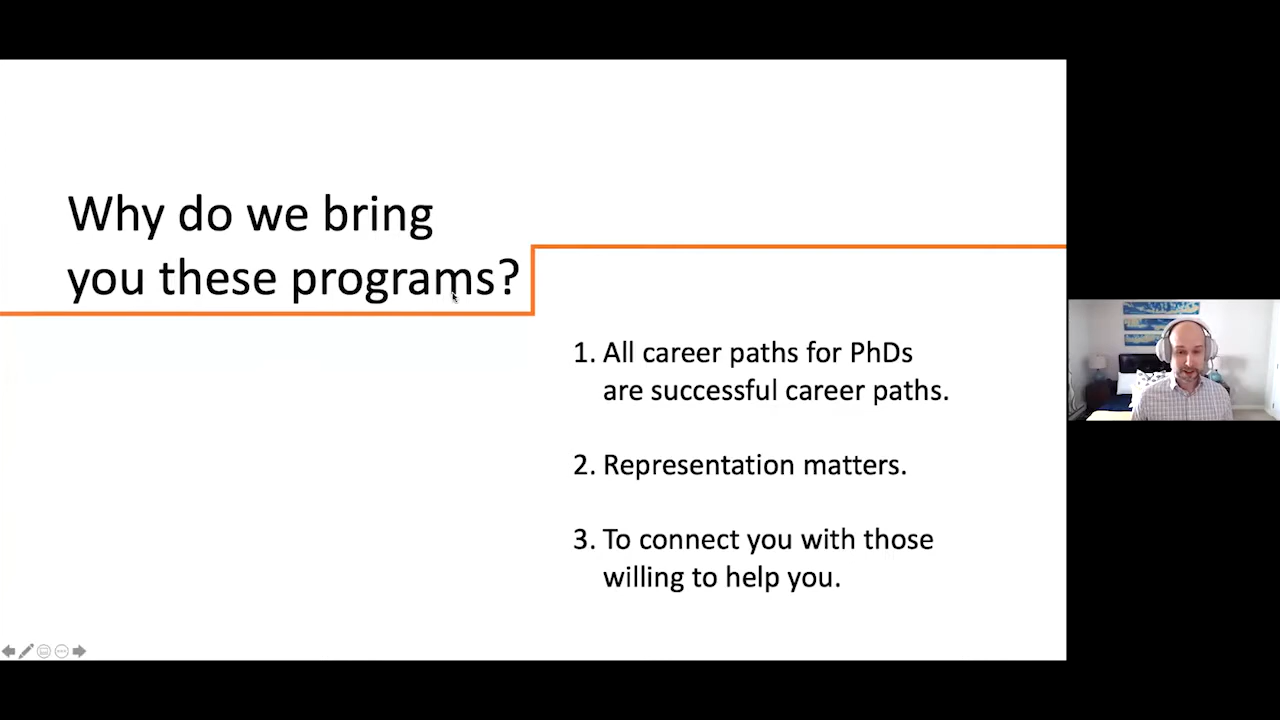 Why do we bring
you these programs?
1. All career paths for PhDs
are successful career paths.
2. Representation matters.
3. To connect you with those
willing to help you.